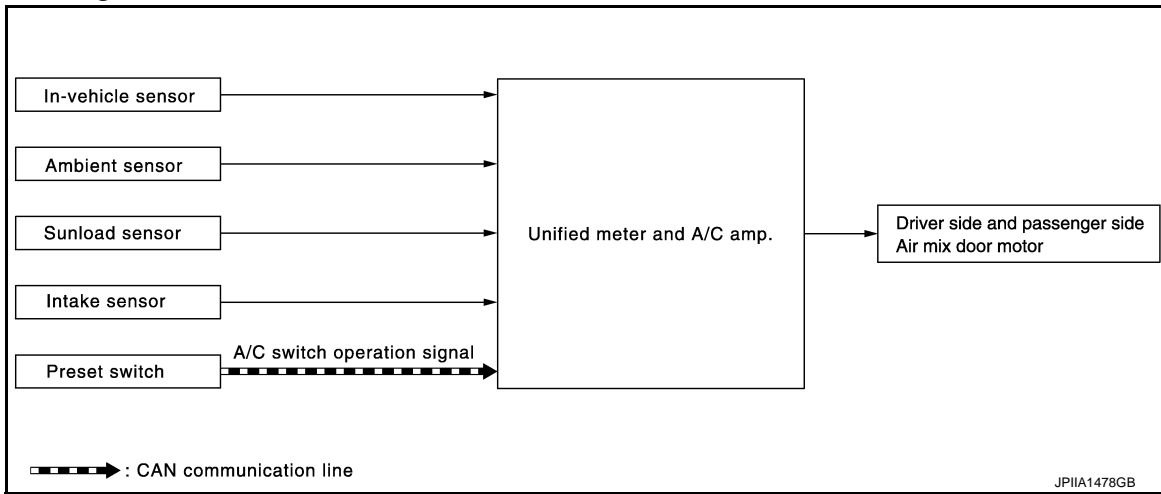 In-vehicle sensor
Ambient sensor
Sunload sensor
Intake sensor
Preset switch
A/C switch operation signal
Unified meter and A/C amp.
Driver side and passenger side
Air mix door motor
: CAN communication line
JPIIA1478GB